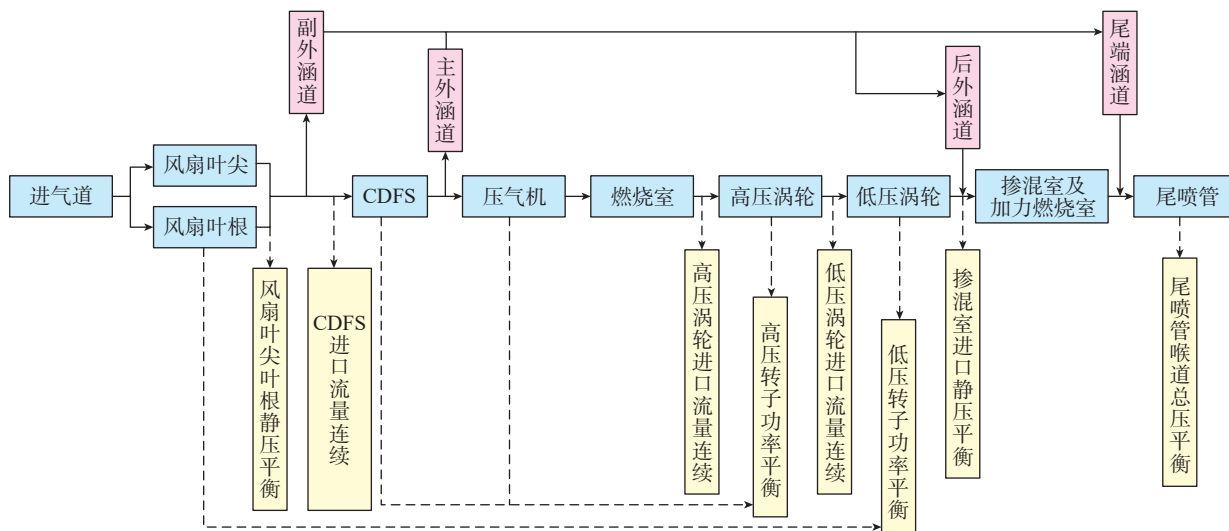 副外涵道
主外涵道
后外涵道
尾端涵道
进气道
风扇叶尖
风扇叶根
CDFS
压气机
燃烧室
高压涡轮
低压涡轮
掺混室及
加力燃烧室
尾喷管
风扇叶尖叶根静压平衡
CDFS
进口流量连续
高压涡轮进口流量连续
高压转子功率平衡
低压涡轮进口流量连续
低压转子功率平衡
掺混室进口静压平衡
尾喷管喉道总压平衡